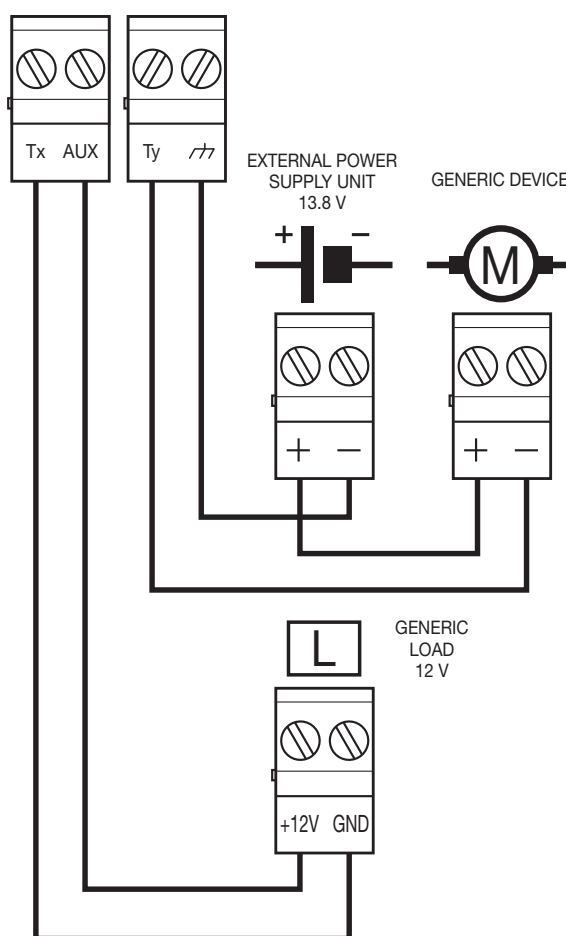 Tx AUX
Ty
EXTERNAL POWER
SUPPLY UNIT
13.8 V
GENERIC DEVICE
+ −
M
+ −
+ −
L
GENERIC
LOAD
12 V
+12V GND